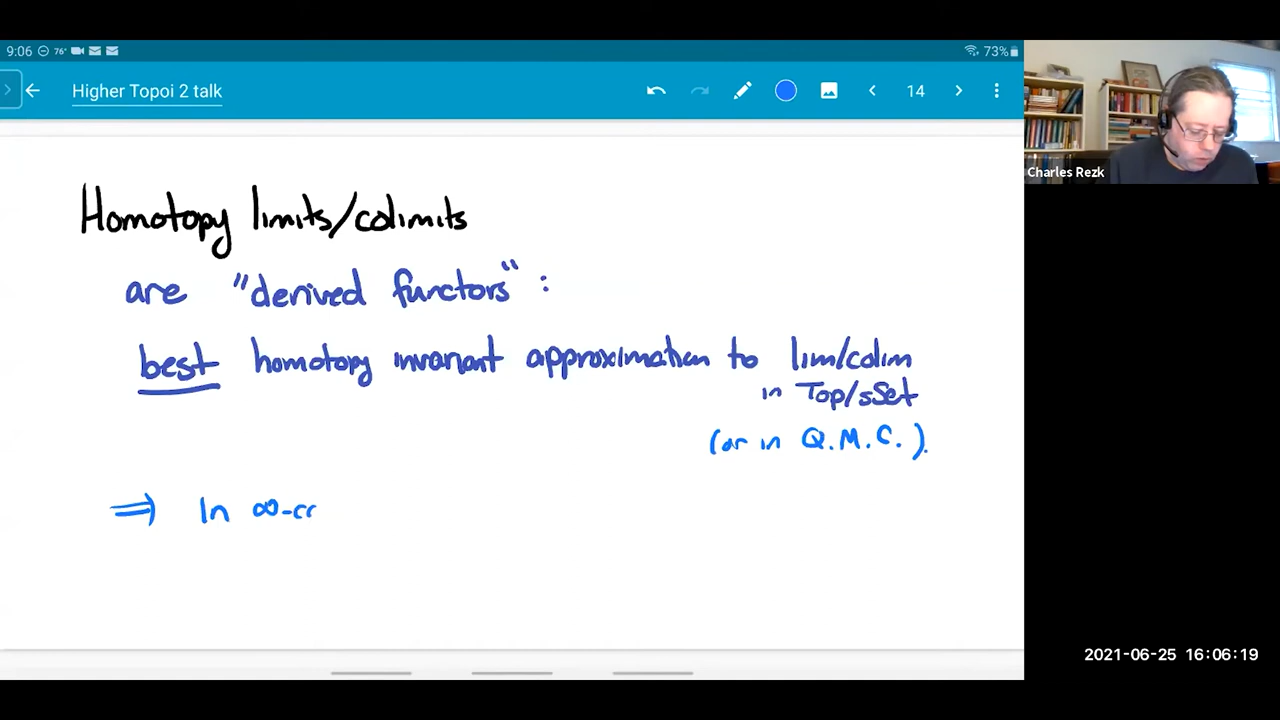 9:06 76° 73%
Higher Topoi 2 talk
14
Charles Rezk
Homotopy limits/colimits
are "derived functors" :
best homotopy invariant approximation to lim/colim
in Top/sSet
(or in Q.M.C.).
⇒ In ∞-cc
2021-06-25 16:06:19